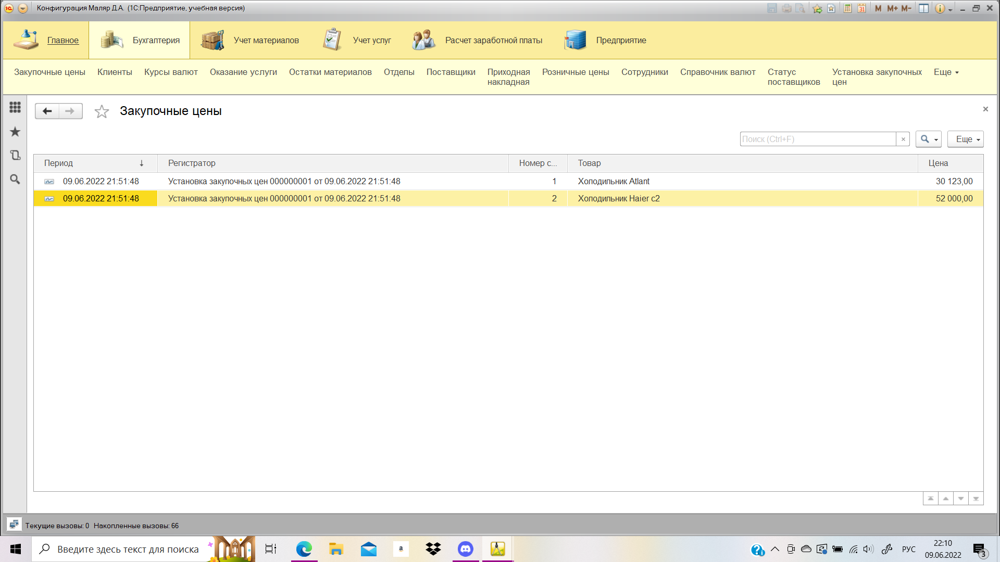 Конфигурация Маляр Д.А. (1С:Предприятие, учебная версия)
M M+ M-
Главное Бухгалтерия Учет материалов Учет услуг Расчет заработной платы Предприятие
Закупочные цены Клиенты Курсы валют Оказание услуги Остатки материалов Отделы Поставщики Приходная накладная Розничные цены Сотрудники Справочник валют Статус поставщиков Установка закупочных цен Еще
Закупочные цены
Поиск (Ctrl+F) × Еще
Период Регистратор Номер с... Товар Цена
09.06.2022 21:51:48 Установка закупочных цен 000000001 от 09.06.2022 21:51:48 1 Холодильник Atlant 30 123,00
09.06.2022 21:51:48 Установка закупочных цен 000000001 от 09.06.2022 21:51:48 2 Холодильник Haier c2 52 000,00
Текущие вызовы: 0 Накопленные вызовы: 66
Введите здесь текст для поиска
a
РУС
22:10
09.06.2022
3